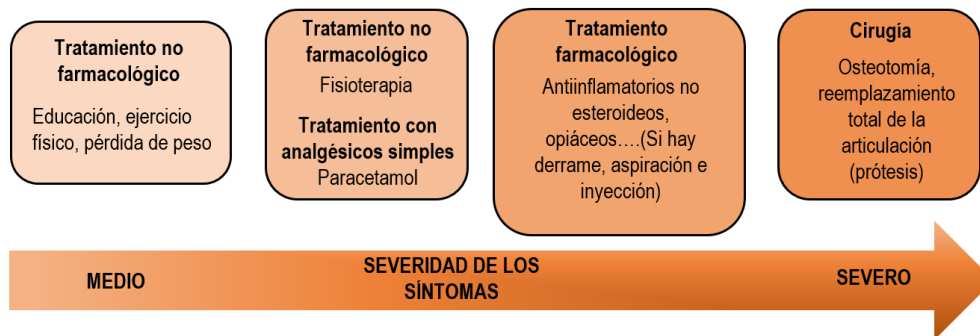 Tratamiento no
farmacológico
Educación, ejercicio
físico, pérdida de peso
Tratamiento no
farmacológico
Fisioterapia
Tratamiento con
analgésicos simples
Paracetamol
Tratamiento
farmacológico
Antiinflamatorios no
esteroideos,
opiáceos….(Si hay
derrame, aspiración e
inyección)
Cirugía
Osteotomía,
reemplazamiento
total de la
articulación
(prótesis)
MEDIO
SEVERIDAD DE LOS
SÍNTOMAS
SEVERO